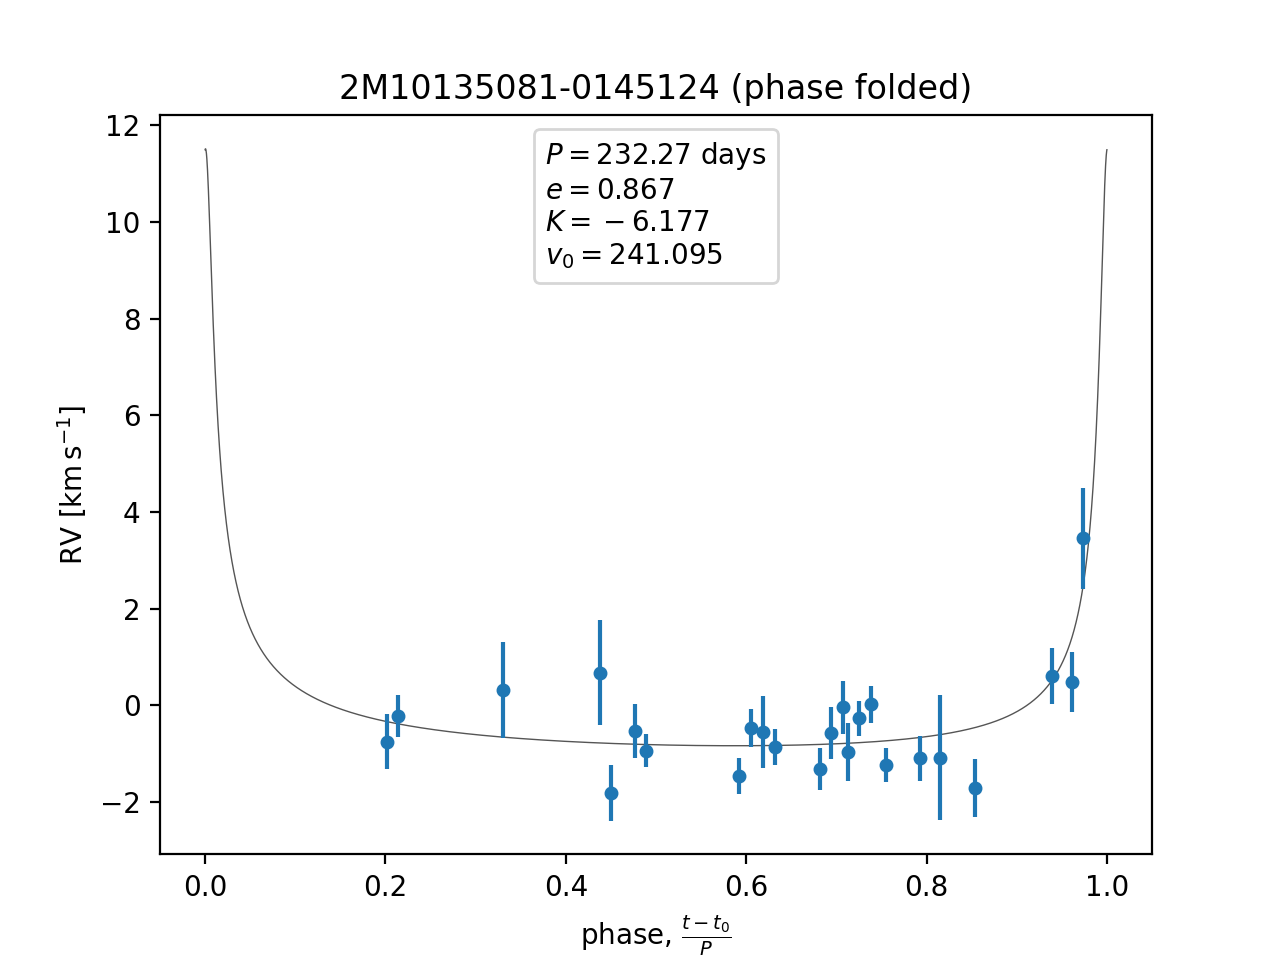 2M10135081-0145124 (phase folded)
P = 232.27 days
e = 0.867
K = −6.177
v₀ = 241.095
12
10
8
6
4
2
0
−2
RV [km s⁻¹]
0.0 0.2 0.4 0.6 0.8 1.0
phase, (t − t₀)/P